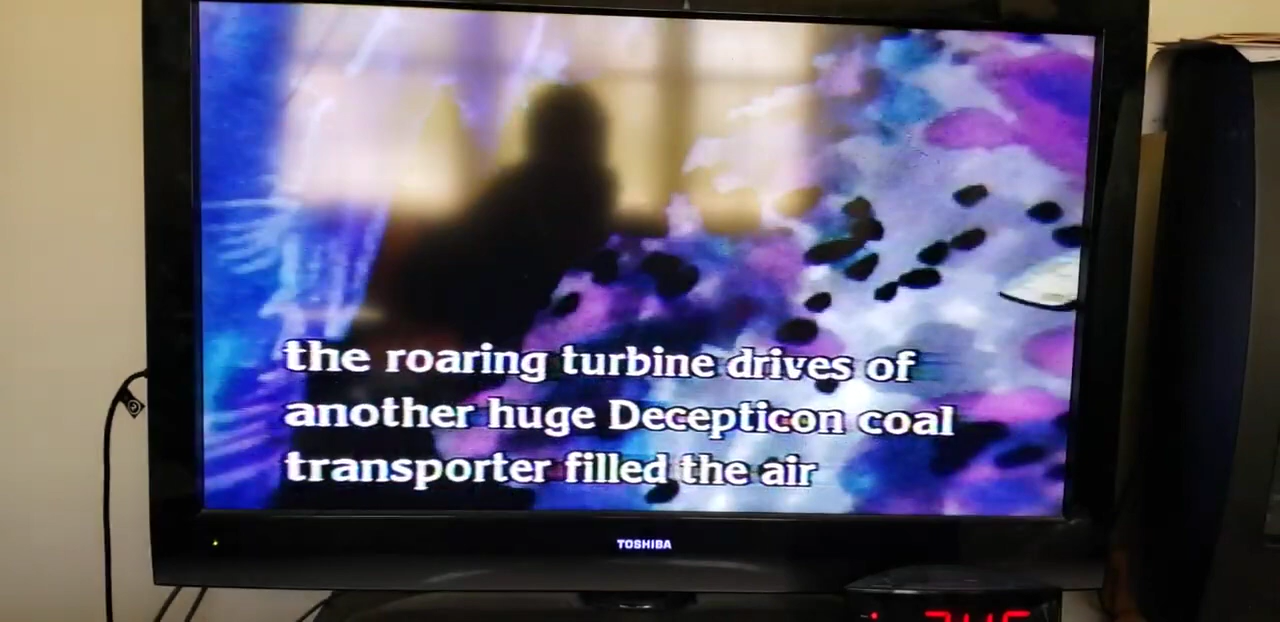 the roaring turbine drives of
another huge Decepticon coal
transporter filled the air
TOSHIBA